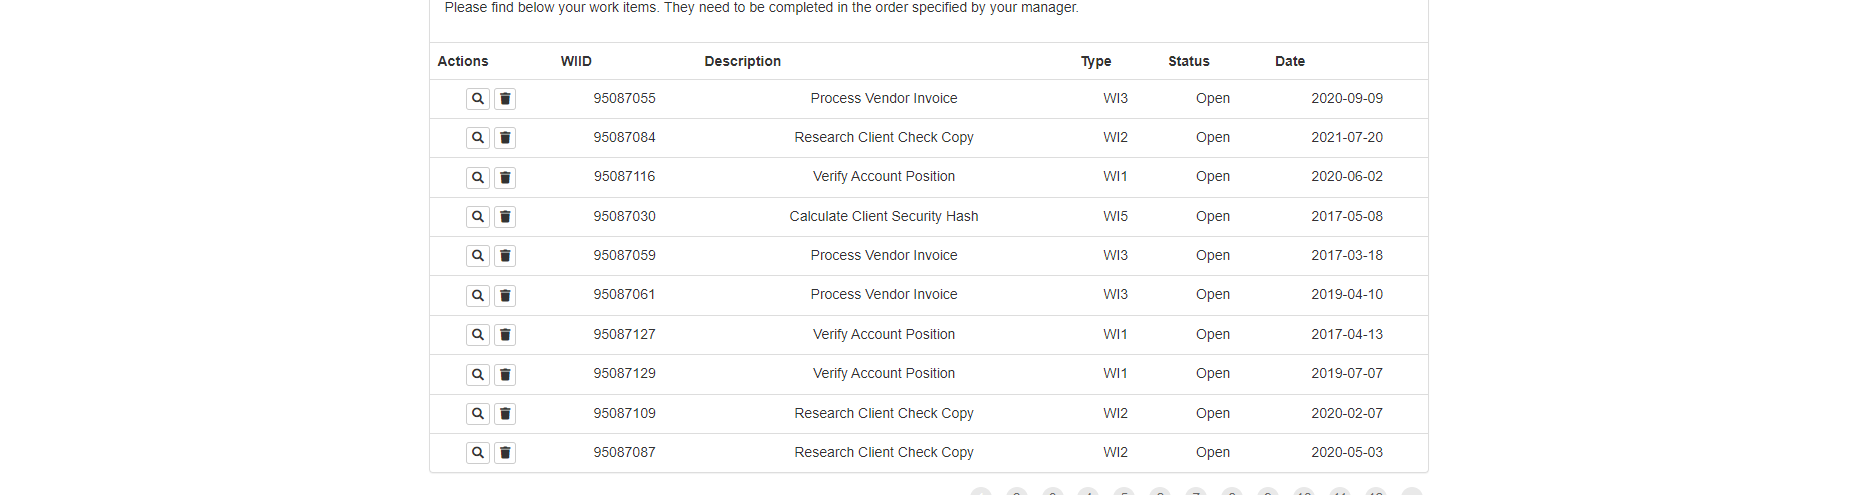 Please find below your work items. They need to be completed in the order specified by your manager.
Actions WIID Description Type Status Date
95087055 Process Vendor Invoice WI3 Open 2020-09-09
95087084 Research Client Check Copy WI2 Open 2021-07-20
95087116 Verify Account Position WI1 Open 2020-06-02
95087030 Calculate Client Security Hash WI5 Open 2017-05-08
95087059 Process Vendor Invoice WI3 Open 2017-03-18
95087061 Process Vendor Invoice WI3 Open 2019-04-10
95087127 Verify Account Position WI1 Open 2017-04-13
95087129 Verify Account Position WI1 Open 2019-07-07
95087109 Research Client Check Copy WI2 Open 2020-02-07
95087087 Research Client Check Copy WI2 Open 2020-05-03